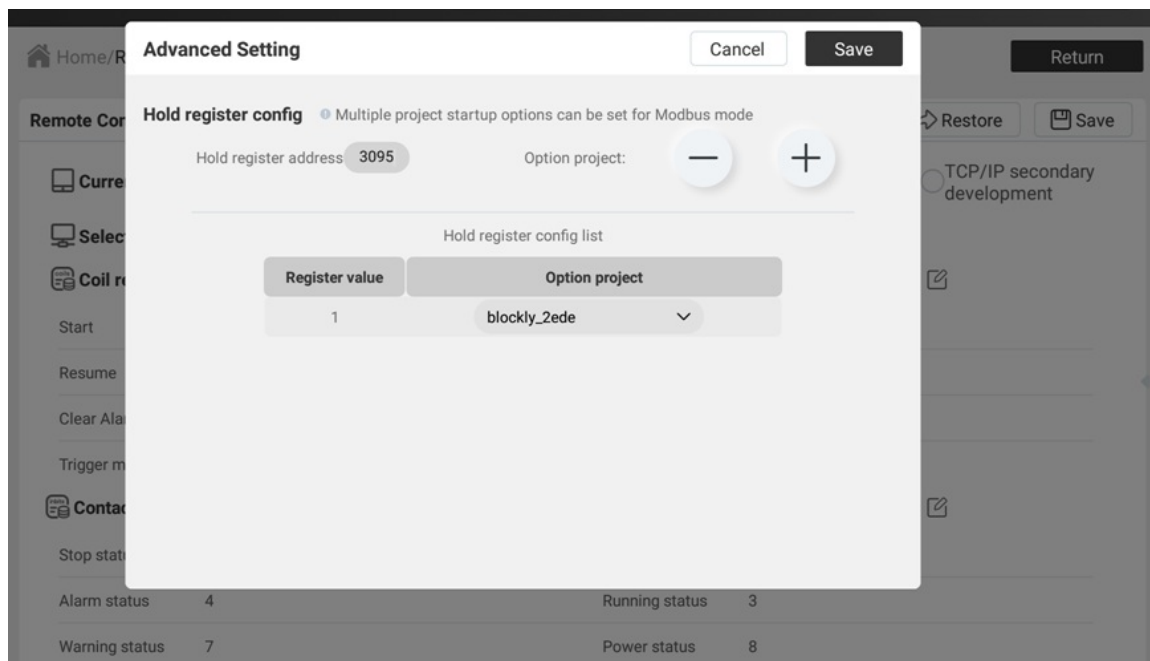 Home/R
Advanced Setting
Cancel
Save
Return
Remote Cor
Hold register config
Multiple project startup options can be set for Modbus mode
Restore
Save
Hold register address 3095
Option project:
Curre
TCP/IP secondary
development
Selec
Hold register config list
Coil re
Register value
Option project
1
blockly_2ede
Start
Resume
Clear Ala
Trigger m
Contac
Stop stat
Alarm status 4
Running status 3
Warning status 7
Power status 8